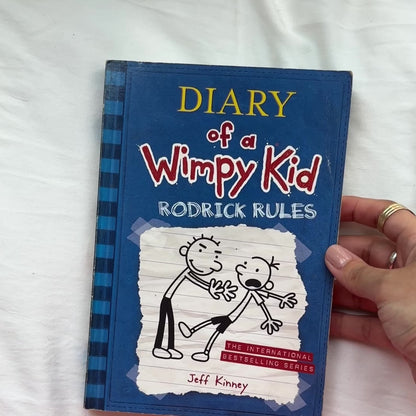 DIARY
of a
Wimpy Kid
RODRICK RULES
THE INTERNATIONAL
BESTSELLING SERIES
Jeff Kinney